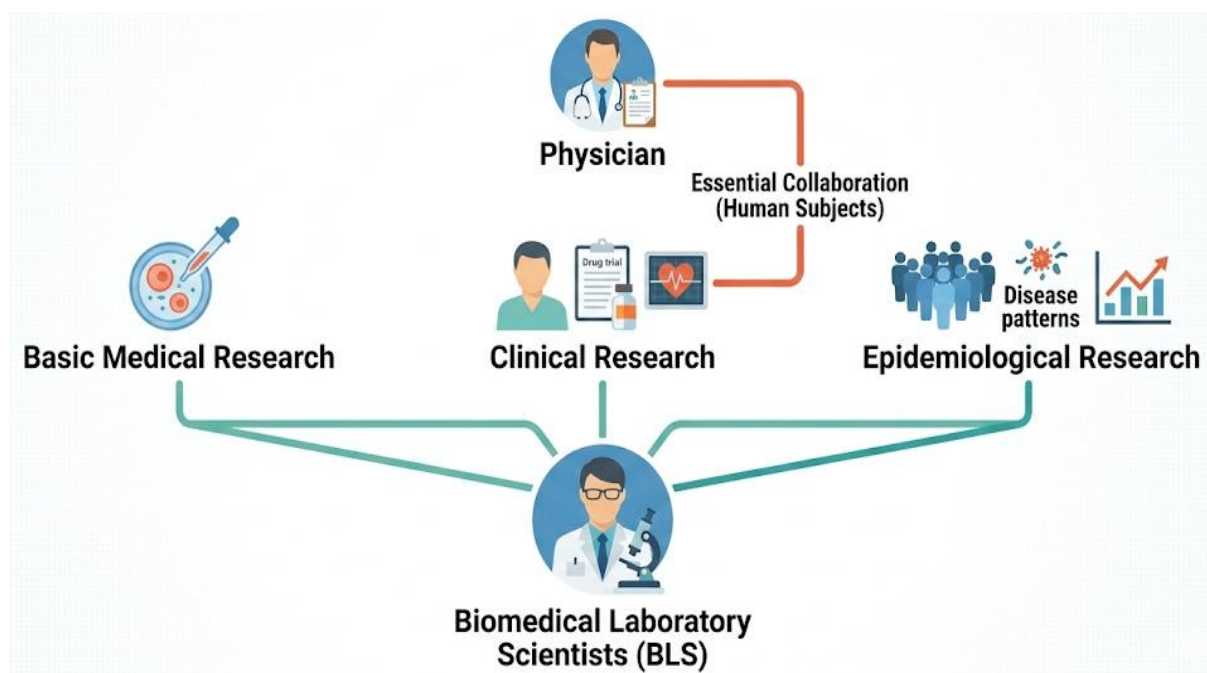 Physician
Essential Collaboration
(Human Subjects)
Drug trial
Disease
patterns
Basic Medical Research
Clinical Research
Epidemiological Research
Biomedical Laboratory
Scientists (BLS)